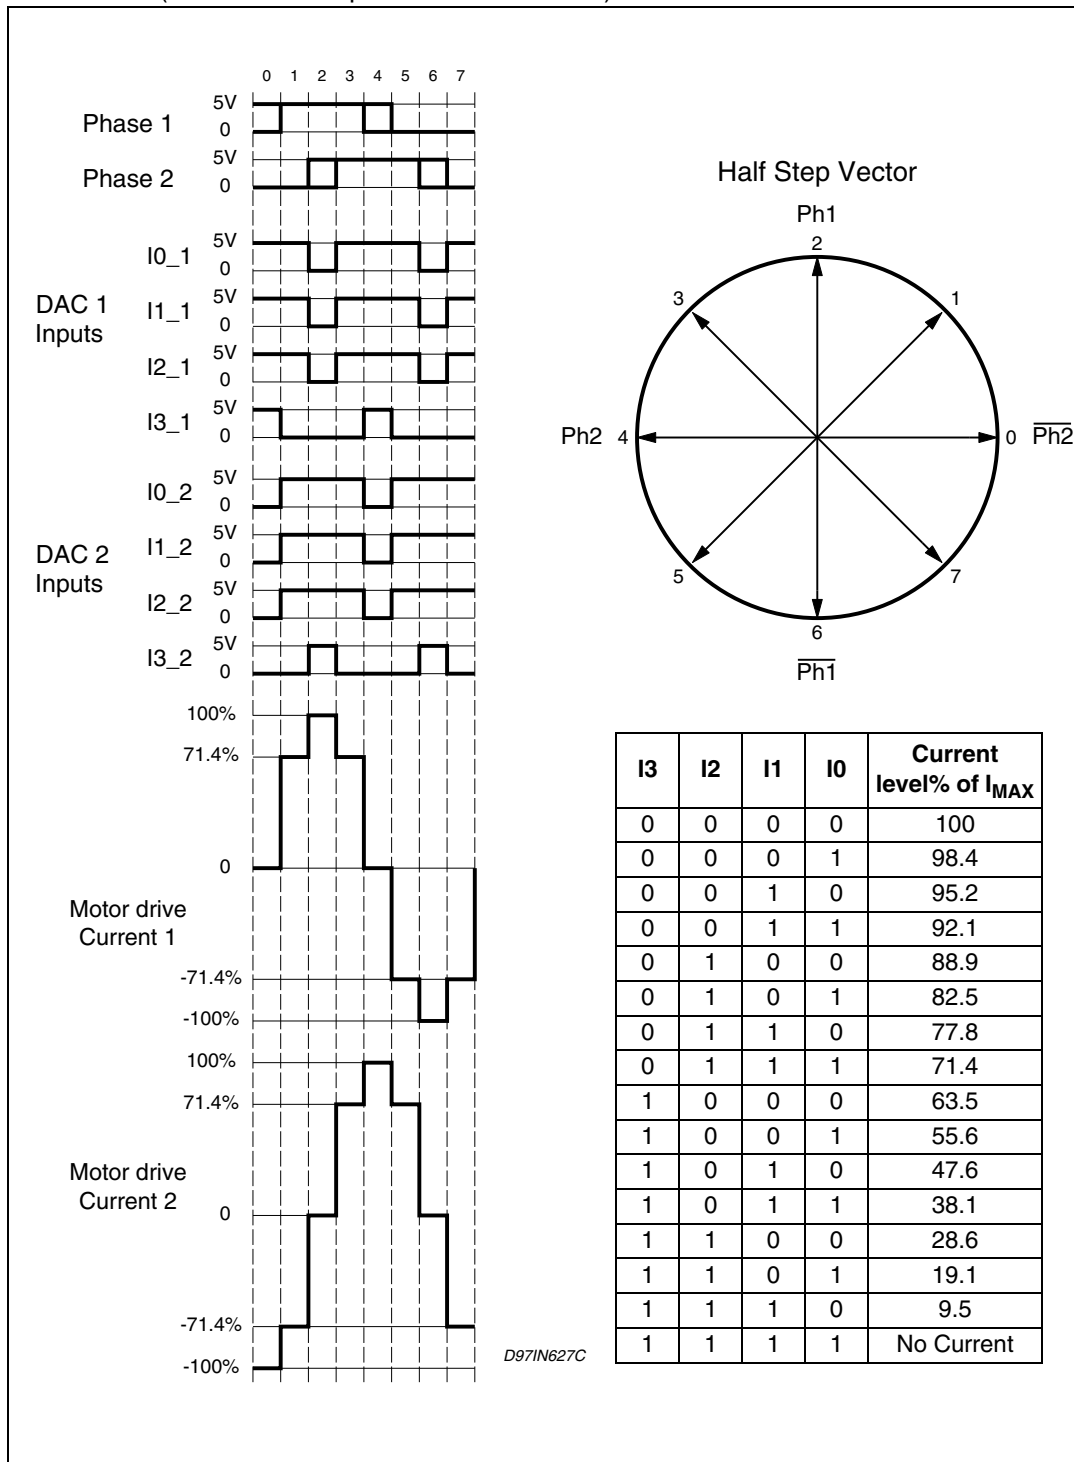 0 1 2 3 4 5 6 7
Phase 1
5V
0
Phase 2
5V
0
DAC 1
Inputs
I0_1
5V
0
I1_1
5V
0
I2_1
5V
0
I3_1
5V
0
DAC 2
Inputs
I0_2
5V
0
I1_2
5V
0
I2_2
5V
0
I3_2
5V
0
Motor drive
Current 1
100%
71.4%
0
-71.4%
-100%
Motor drive
Current 2
100%
71.4%
0
-71.4%
-100%
D97IN627C
Half Step Vector
Ph1
2
3
1
Ph2 4
0 P̅h̅2̅
5
7
6
P̅h̅1̅
I3 I2 I1 I0 Current level% of IMAX
0 0 0 0 100
0 0 0 1 98.4
0 0 1 0 95.2
0 0 1 1 92.1
0 1 0 0 88.9
0 1 0 1 82.5
0 1 1 0 77.8
0 1 1 1 71.4
1 0 0 0 63.5
1 0 0 1 55.6
1 0 1 0 47.6
1 0 1 1 38.1
1 1 0 0 28.6
1 1 0 1 19.1
1 1 1 0 9.5
1 1 1 1 No Current